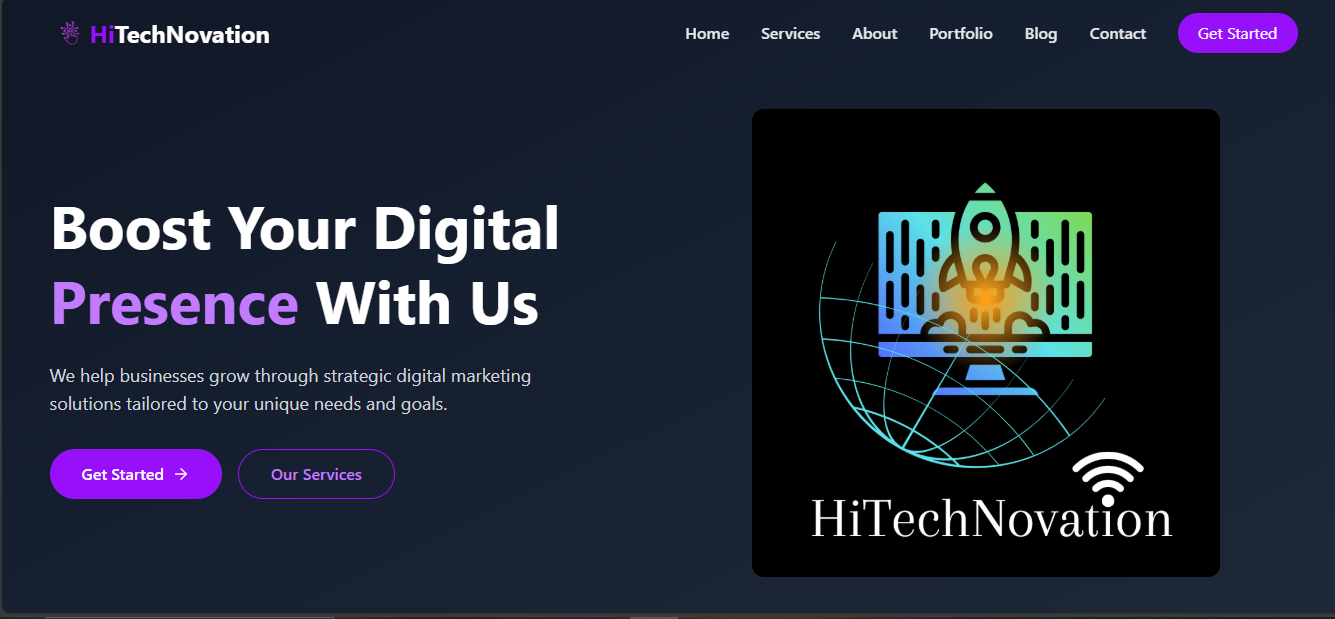 HiTechNovation
Home
Services
About
Portfolio
Blog
Contact
Get Started
Boost Your Digital
Presence With Us
We help businesses grow through strategic digital marketing
solutions tailored to your unique needs and goals.
Get Started →
Our Services
HiTechNovation